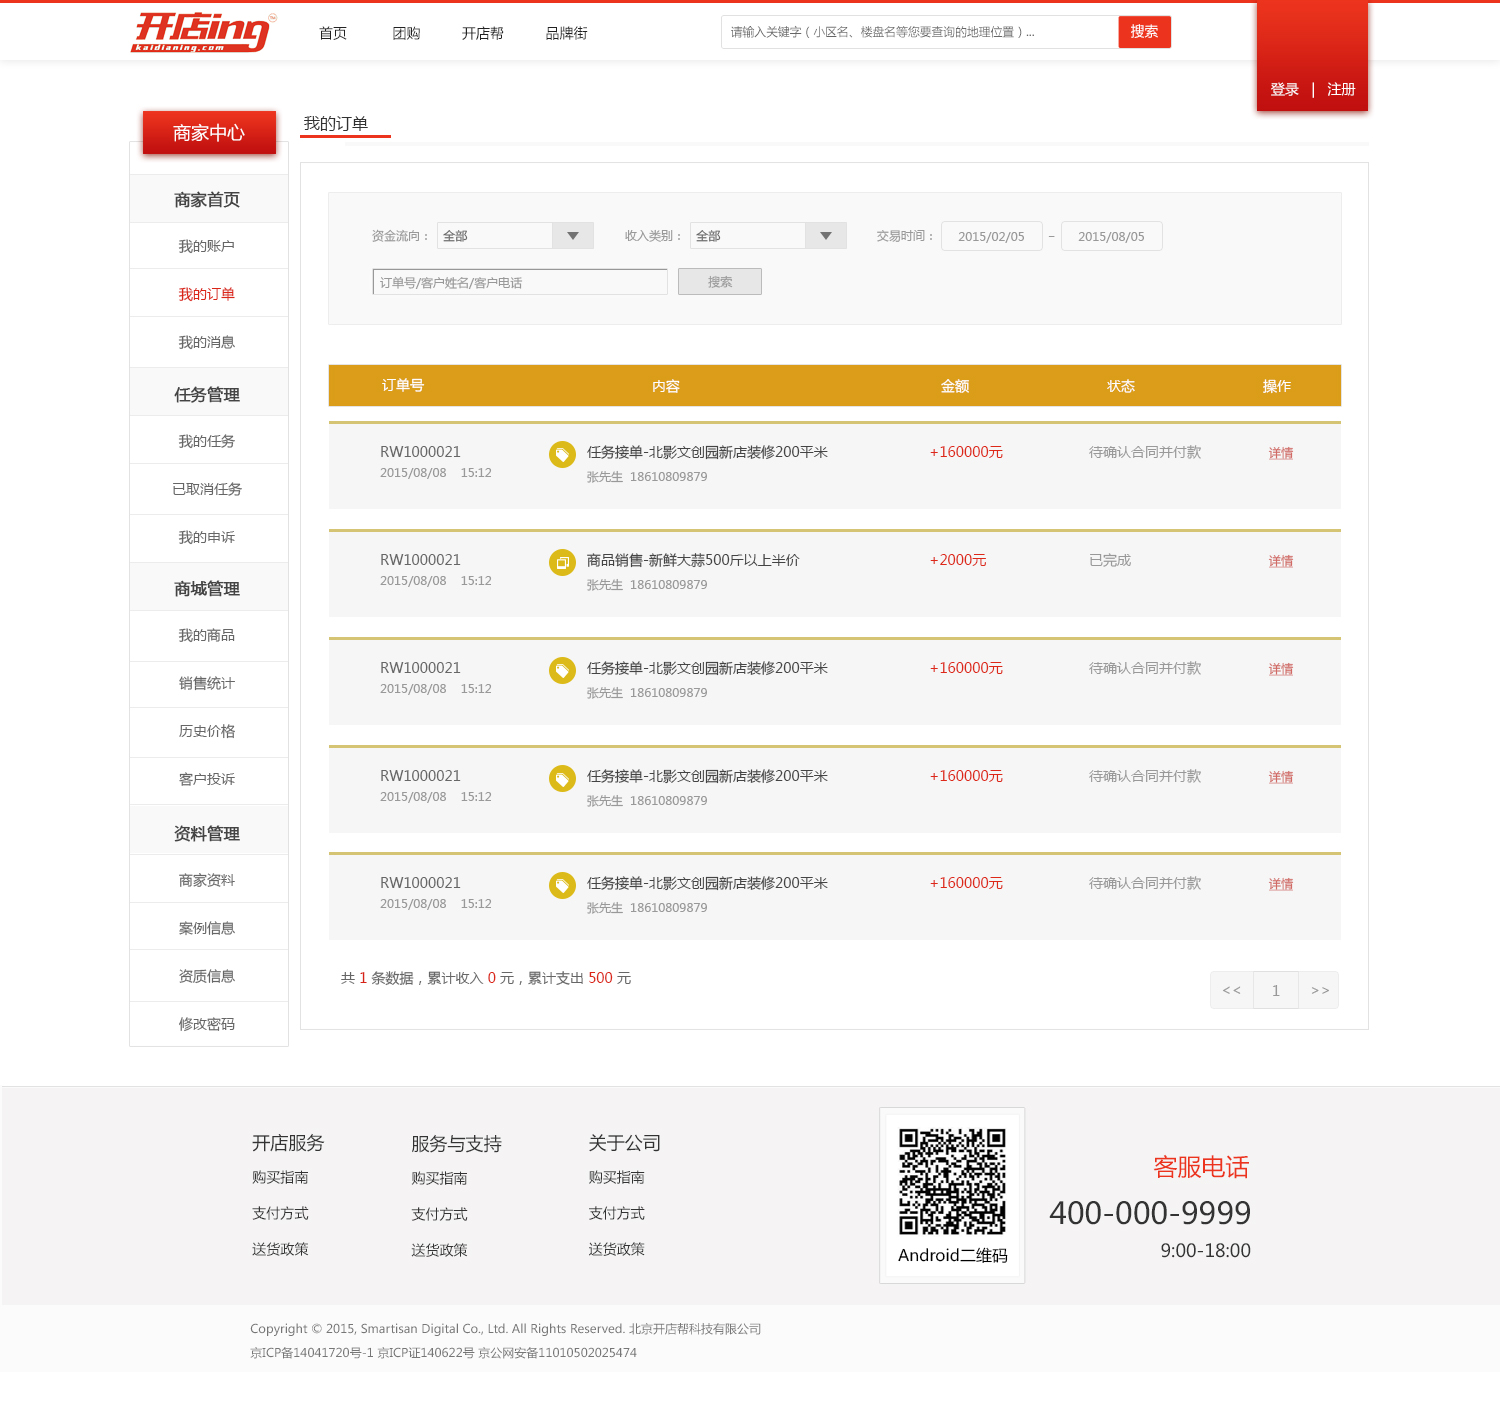 开店ing TM
kaidianing.com
首页 团购 开店帮 品牌街
请输入关键字（小区名、楼盘名等您要查询的地理位置）...
搜索
登录 | 注册
商家中心
商家首页
我的账户
我的订单
我的消息
任务管理
我的任务
已取消任务
我的申诉
商城管理
我的商品
销售统计
历史价格
客户投诉
资料管理
商家资料
案例信息
资质信息
修改密码
我的订单
资金流向： 全部 收入类别： 全部 交易时间： 2015/02/05 – 2015/08/05
订单号/客户姓名/客户电话 搜索
订单号 内容 金额 状态 操作
RW1000021 任务接单-北影文创园新店装修200平米 +160000元 待确认合同并付款 详情
2015/08/08 15:12 张先生 18610809879
RW1000021 商品销售-新鲜大蒜500斤以上半价 +2000元 已完成 详情
2015/08/08 15:12 张先生 18610809879
RW1000021 任务接单-北影文创园新店装修200平米 +160000元 待确认合同并付款 详情
2015/08/08 15:12 张先生 18610809879
RW1000021 任务接单-北影文创园新店装修200平米 +160000元 待确认合同并付款 详情
2015/08/08 15:12 张先生 18610809879
RW1000021 任务接单-北影文创园新店装修200平米 +160000元 待确认合同并付款 详情
2015/08/08 15:12 张先生 18610809879
共 1 条数据，累计收入 0 元，累计支出 500 元
<< 1 >>
开店服务
购买指南
支付方式
送货政策
服务与支持
购买指南
支付方式
送货政策
关于公司
购买指南
支付方式
送货政策
Android二维码
客服电话
400-000-9999
9:00-18:00
Copyright © 2015, Smartisan Digital Co., Ltd. All Rights Reserved. 北京开店帮科技有限公司
京ICP备14041720号-1 京ICP证140622号 京公网安备11010502025474